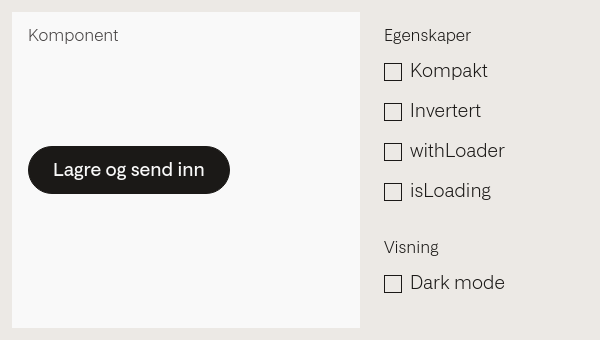 Komponent
Lagre og send inn
Egenskaper
Kompakt
Invertert
withLoader
isLoading
Visning
Dark mode